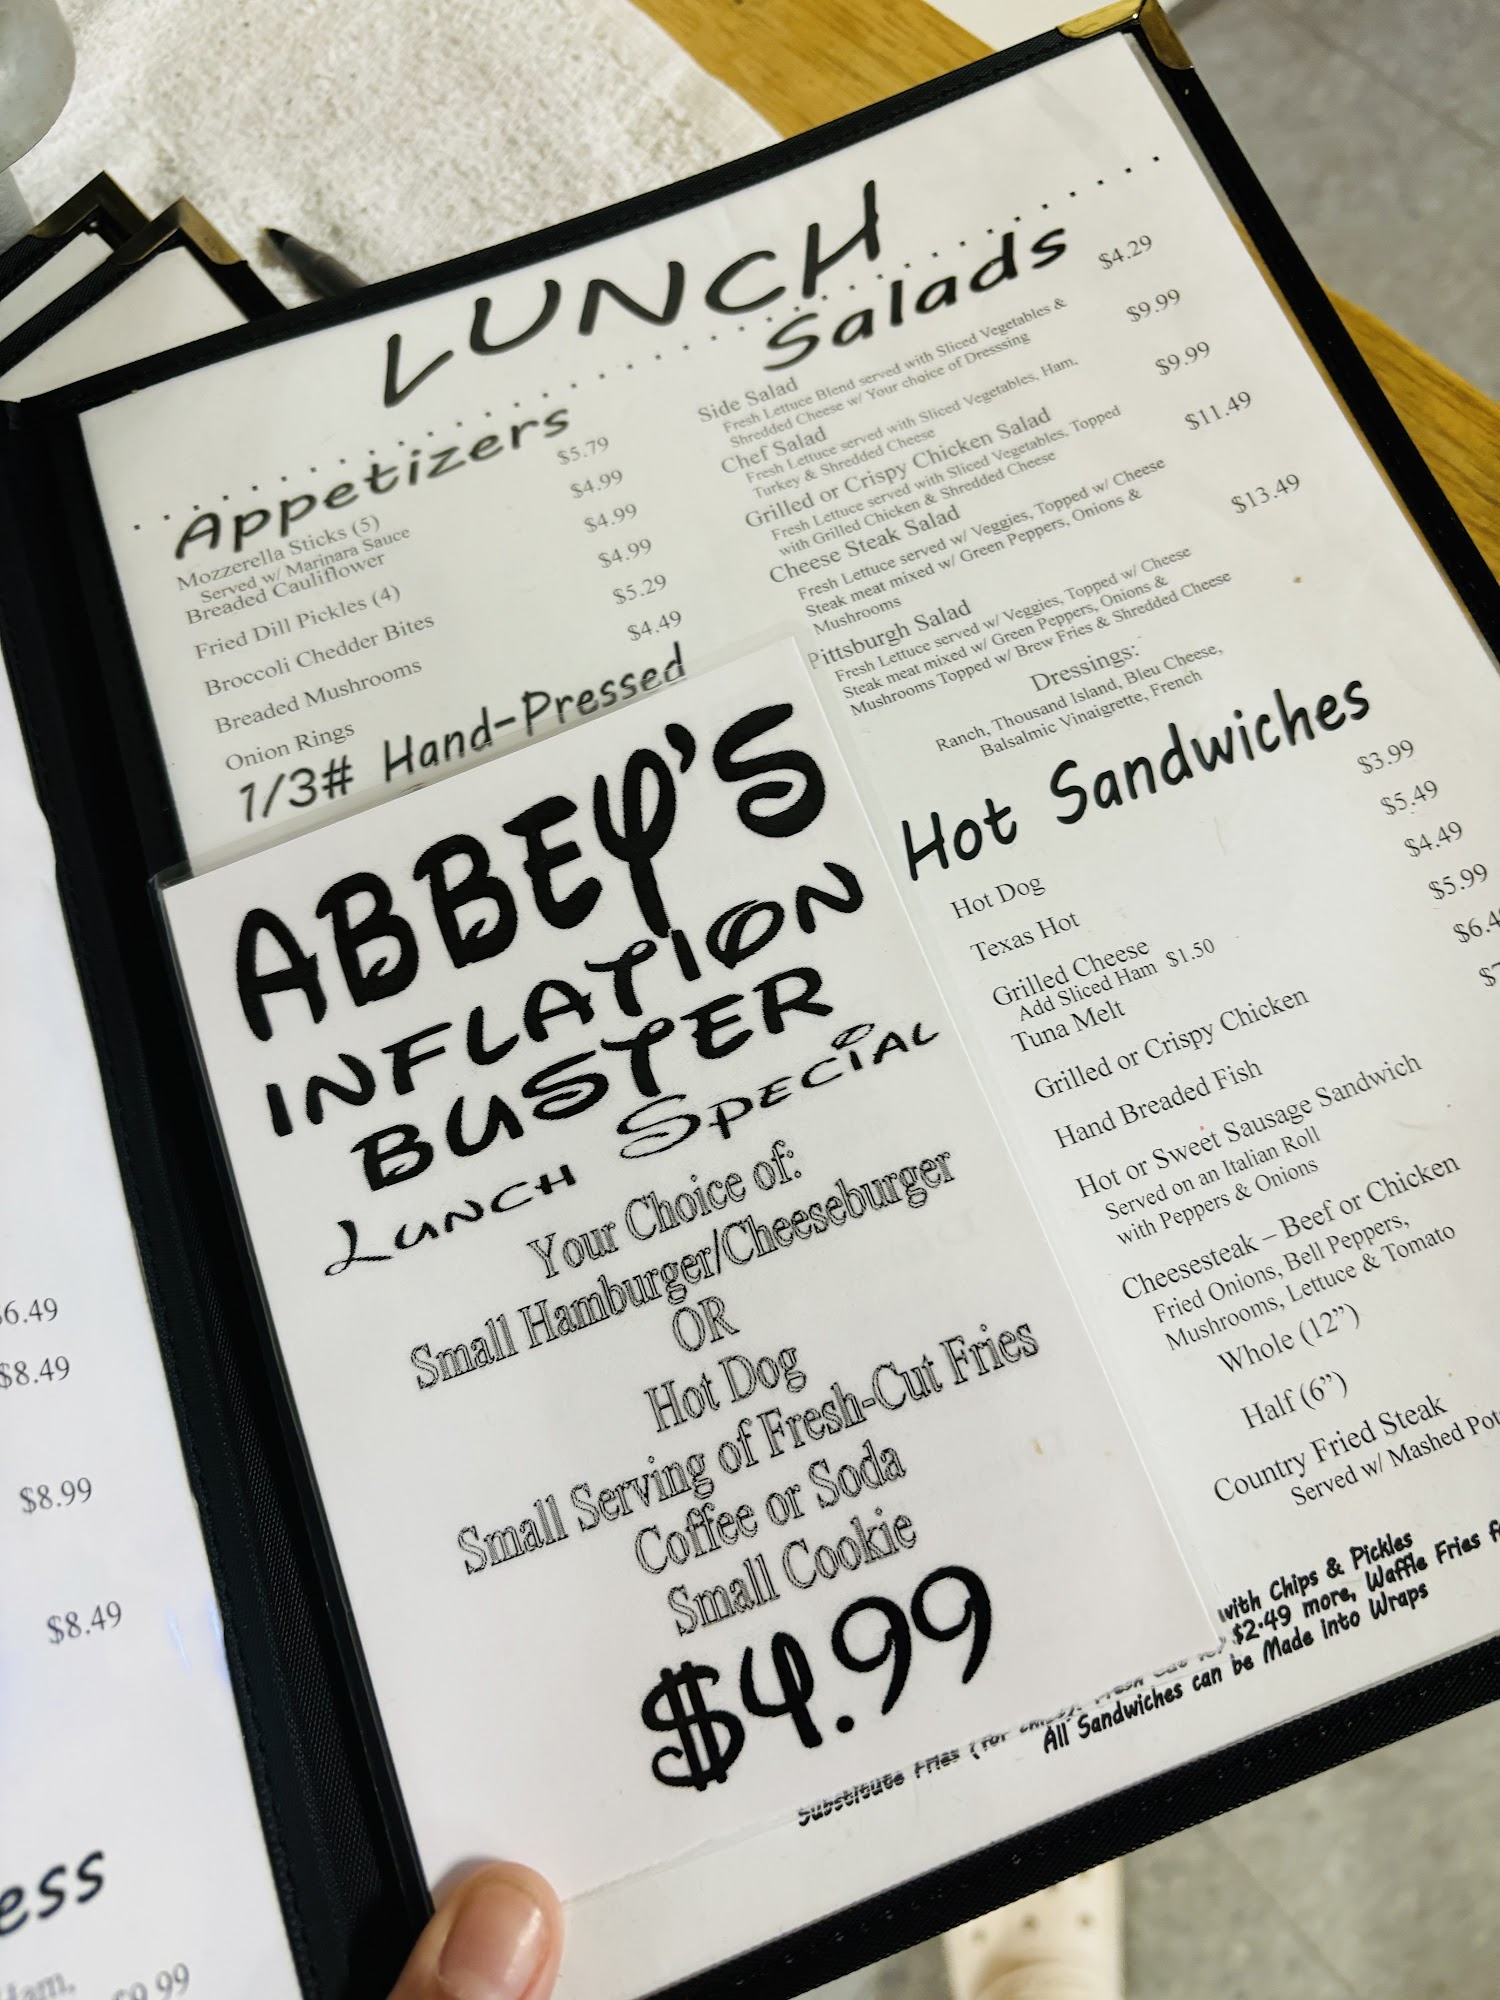 LUNCH
Appetizers
Mozzerella Sticks (5) $5.79
Served w/ Marinara Sauce
Breaded Cauliflower $4.99
Fried Dill Pickles (4) $4.99
Broccoli Chedder Bites $4.99
Breaded Mushrooms $5.29
Onion Rings $4.49
1/3# Hand-Pressed
ABBEY'S
INFLATION
BUSTER
LUNCH SPECIAL
Your Choice of:
Small Hamburger/Cheeseburger
OR
Hot Dog
Small Serving of Fresh-Cut Fries
Coffee or Soda
Small Cookie
$4.99
Salads
Side Salad $4.29
Fresh Lettuce Blend served with Sliced Vegetables &
Shredded Cheese w/ Your choice of Dresssing
Chef Salad $9.99
Fresh Lettuce served with Sliced Vegetables, Ham,
Turkey & Shredded Cheese
Grilled or Crispy Chicken Salad $9.99
Fresh Lettuce served with Sliced Vegetables, Topped
with Grilled Chicken & Shredded Cheese
Cheese Steak Salad $11.49
Fresh Lettuce served w/ Veggies, Topped w/ Cheese
Steak meat mixed w/ Green Peppers, Onions &
Mushrooms
Pittsburgh Salad $13.49
Fresh Lettuce served w/ Veggies, Topped w/ Cheese
Steak meat mixed w/ Green Peppers, Onions &
Mushrooms Topped w/ Brew Fries & Shredded Cheese
Dressings:
Ranch, Thousand Island, Bleu Cheese,
Balsalmic Vinaigrette, French
Hot Sandwiches
Hot Dog $3.99
Texas Hot $5.49
Grilled Cheese $4.49
Add Sliced Ham $1.50
Tuna Melt $5.99
Grilled or Crispy Chicken
Hand Breaded Fish
Hot or Sweet Sausage Sandwich
Served on an Italian Roll
with Peppers & Onions
Cheesesteak – Beef or Chicken
Fried Onions, Bell Peppers,
Mushrooms, Lettuce & Tomato
Whole (12")
Half (6")
Country Fried Steak
Served w/ Mashed
with Chips & Pickles
Substitute Fries $2.49 more, Waffle Fries
All Sandwiches can be Made into Wraps
6.49
$8.49
$8.99
$8.49
ess
9.99